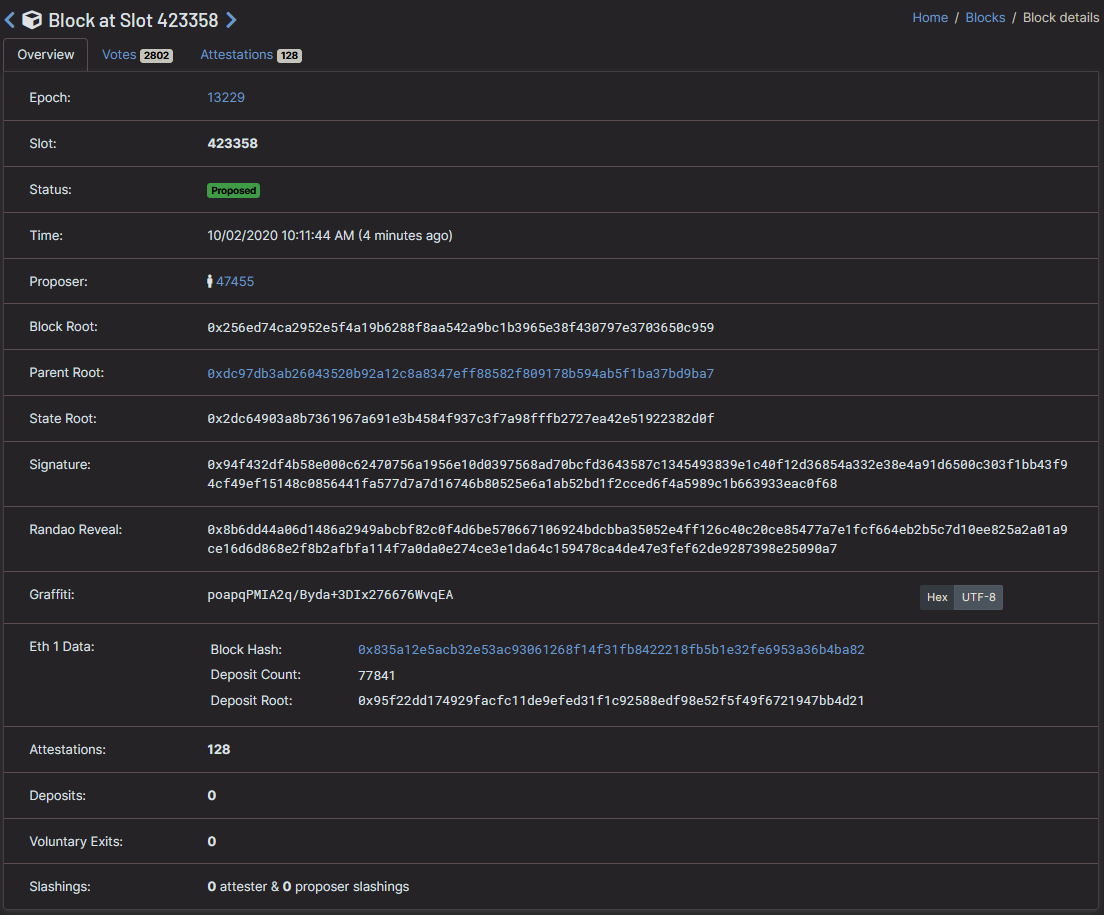 Block at Slot 423358
Home / Blocks / Block details
Overview Votes 2802 Attestations 128
Epoch: 13229
Slot: 423358
Status: Proposed
Time: 10/02/2020 10:11:44 AM (4 minutes ago)
Proposer: 47455
Block Root: 0x256ed74ca2952e5f4a19b6288f8aa542a9bc1b3965e38f430797e3703650c959
Parent Root: 0xdc97db3ab26043520b92a12c8a8347eff88582f809178b594ab5f1ba37bd9ba7
State Root: 0x2dc64903a8b7361967a691e3b4584f937c3f7a98fffb2727ea42e51922382d0f
Signature: 0x94f432df4b58e000c62470756a1956e10d0397568ad70bcfd3643587c1345493839e1c40f12d36854a332e38e4a91d6500c303f1bb43f9
4cf49ef15148c0856441fa577d7a7d16746b80525e6a1ab52bd1f2cced6f4a5989c1b663933eac0f68
Randao Reveal: 0x8b6dd44a06d1486a2949abcbf82c0f4d6be570667106924bdcbba35052e4ff126c40c20ce85477a7e1fcf664eb2b5c7d10ee825a2a01a9
ce16d6d868e2f8b2afbfa114f7a0da0e274ce3e1da64c159478ca4de47e3fef62de9287398e25090a7
Graffiti: poapqPMIA2q/Byda+3DIx276676WvqEA Hex UTF-8
Eth 1 Data: Block Hash: 0x835a12e5acb32e53ac93061268f14f31fb8422218fb5b1e32fe6953a36b4ba82
Deposit Count: 77841
Deposit Root: 0x95f22dd174929facfc11de9efed31f1c92588edf98e52f5f49f6721947bb4d21
Attestations: 128
Deposits: 0
Voluntary Exits: 0
Slashings: 0 attester & 0 proposer slashings